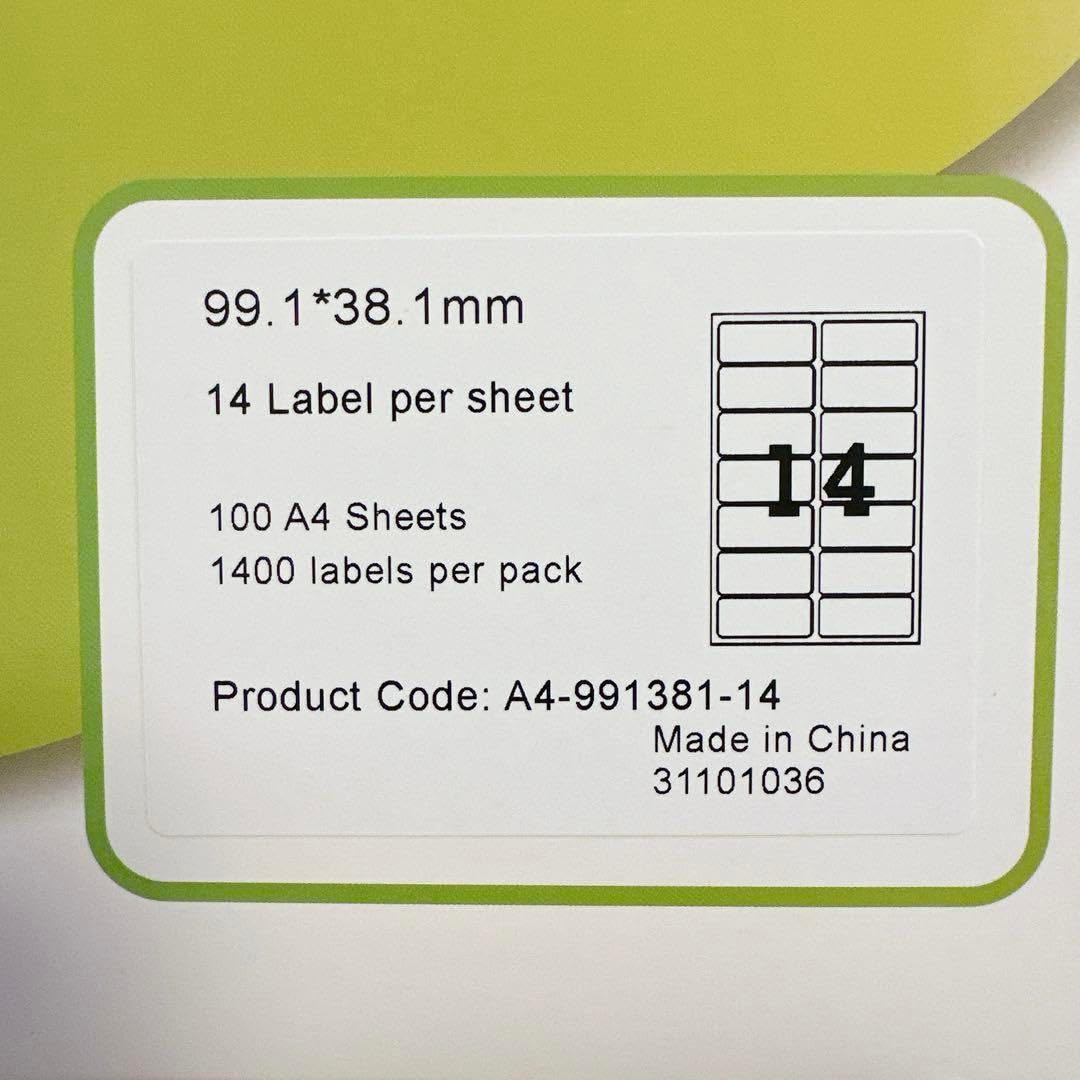 99.1*38.1mm
14 Label per sheet
14
100 A4 Sheets
1400 labels per pack
Product Code: A4-991381-14
Made in China
31101036